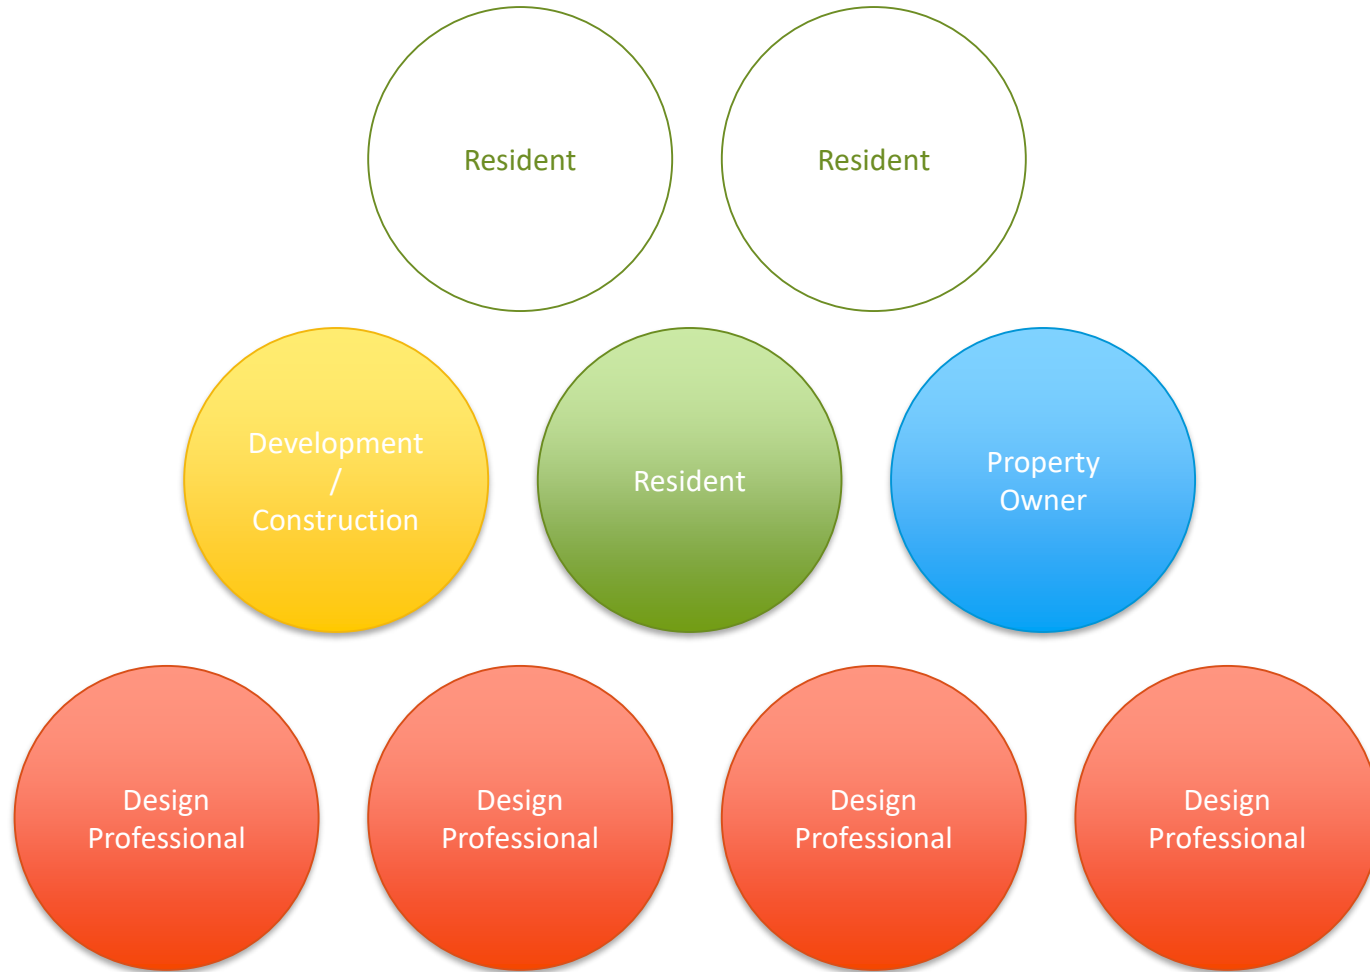 Resident
Resident
Development
/
Construction
Resident
Property
Owner
Design
Professional
Design
Professional
Design
Professional
Design
Professional